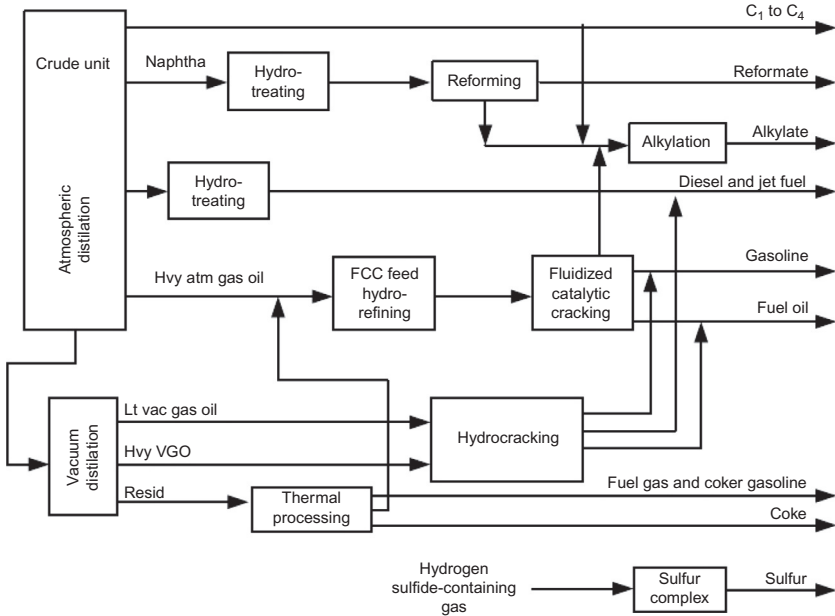 C₁ to C₄
Crude unit
Naphtha
Hydro-
treating
Reforming
Reformate
Alkylation
Alkylate
Hydro-
treating
Diesel and jet fuel
Atmospheric
distilation
Hvy atm gas oil
FCC feed
hydro-
refining
Fluidized
catalytic
cracking
Gasoline
Fuel oil
Vacuum
distilation
Lt vac gas oil
Hvy VGO
Resid
Hydrocracking
Thermal
processing
Fuel gas and coker gasoline
Coke
Hydrogen
sulfide-containing
gas
Sulfur
complex
Sulfur